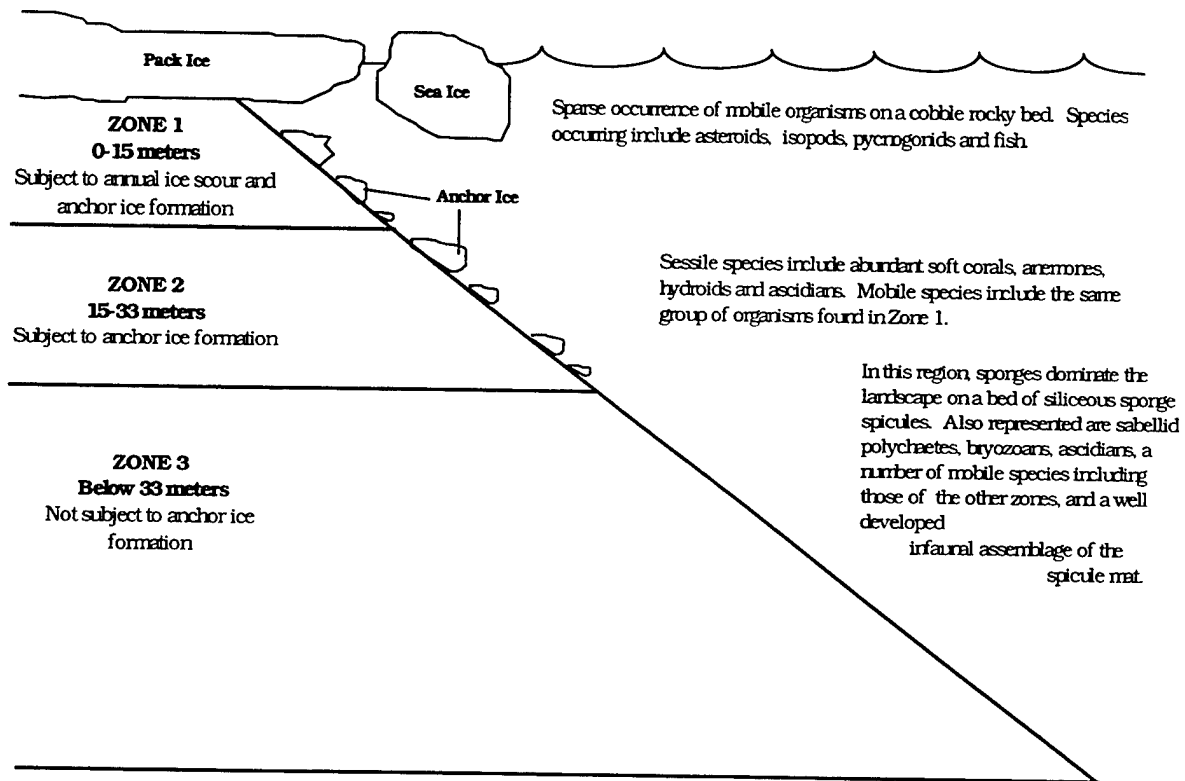 Pack Ice
Sea Ice
Sparse occurrence of mobile organisms on a cobble rocky bed. Species
occurring include asteroids, isopods, pycnogonids and fish.
ZONE 1
0-15 meters
Subject to annual ice scour and
anchor ice formation
Anchor Ice
ZONE 2
15-33 meters
Subject to anchor ice formation
Sessile species include abundant soft corals, anemones,
hydroids and ascidians. Mobile species include the same
group of organisms found in Zone 1.
In this region, sponges dominate the
landscape on a bed of siliceous sponge
spicules. Also represented are sabellid
polychaetes, bryozoans, ascidians, a
number of mobile species including
those of the other zones, and a well
developed
infaunal assemblage of the
spicule mat.
ZONE 3
Below 33 meters
Not subject to anchor ice
formation